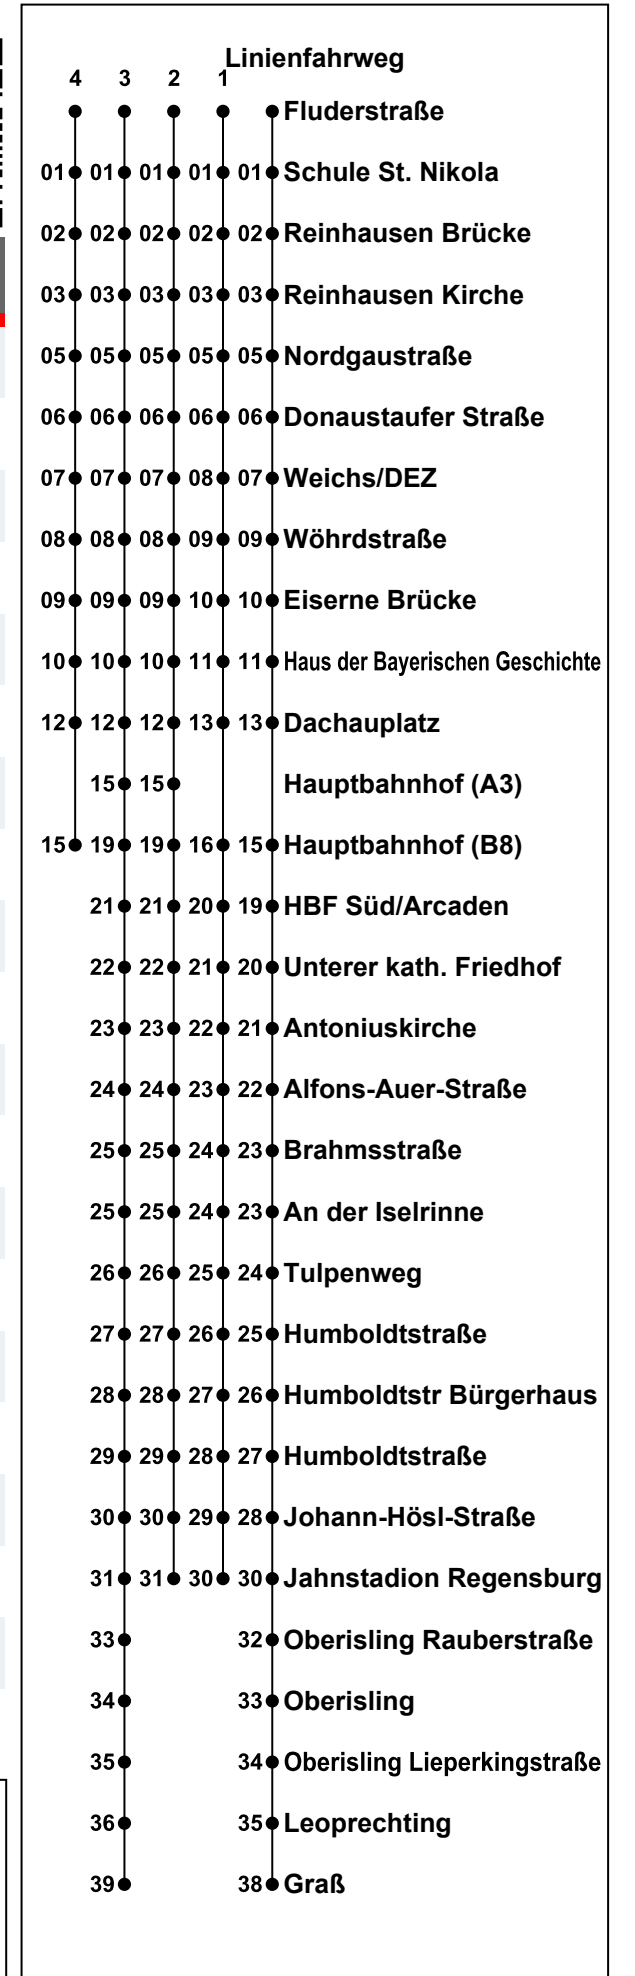 Linienfahrweg
4 3 2 1
Fluderstraße
01 01 01 01 01 Schule St. Nikola
02 02 02 02 02 Reinhausen Brücke
03 03 03 03 03 Reinhausen Kirche
05 05 05 05 05 Nordgaustraße
06 06 06 06 06 Donaustaufer Straße
07 07 07 08 07 Weichs/DEZ
08 08 08 09 09 Wöhrdstraße
09 09 09 10 10 Eiserne Brücke
10 10 10 11 11 Haus der Bayerischen Geschichte
12 12 12 13 13 Dachauplatz
15 15 Hauptbahnhof (A3)
15 19 19 16 15 Hauptbahnhof (B8)
21 21 20 19 HBF Süd/Arcaden
22 22 21 20 Unterer kath. Friedhof
23 23 22 21 Antoniuskirche
24 24 23 22 Alfons-Auer-Straße
25 25 24 23 Brahmsstraße
25 25 24 23 An der Iselrinne
26 26 25 24 Tulpenweg
27 27 26 25 Humboldtstraße
28 28 27 26 Humboldtstr Bürgerhaus
29 29 28 27 Humboldtstraße
30 30 29 28 Johann-Hösl-Straße
31 31 30 30 Jahnstadion Regensburg
33 32 Oberisling Rauberstraße
34 33 Oberisling
35 34 Oberisling Lieperkingstraße
36 35 Leoprechting
39 38 Graß